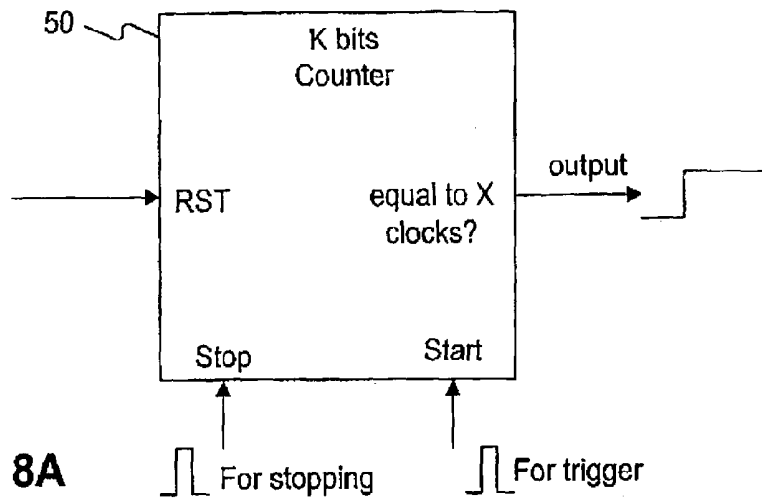 50
K bits
Counter
output
RST
equal to X
clocks?
Stop
Start
8A
For stopping
For trigger